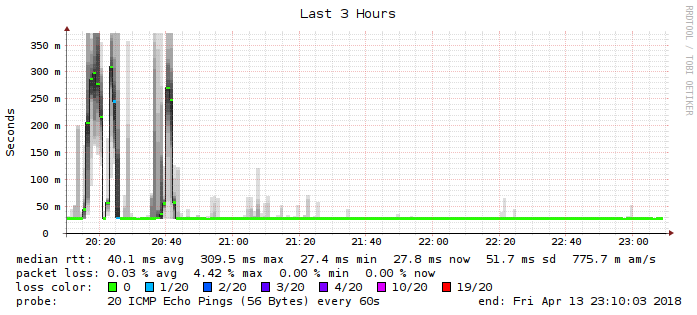 Last 3 Hours
RRDTOOL / TOBI OETIKER
Seconds
350 m
300 m
250 m
200 m
150 m
100 m
50 m
0
20:20 20:40 21:00 21:20 21:40 22:00 22:20 22:40 23:00
median rtt: 40.1 ms avg 309.5 ms max 27.4 ms min 27.8 ms now 51.7 ms sd 775.7 m am/s
packet loss: 0.03 % avg 4.42 % max 0.00 % min 0.00 % now
loss color: 0 1/20 2/20 3/20 4/20 10/20 19/20
probe: 20 ICMP Echo Pings (56 Bytes) every 60s end: Fri Apr 13 23:10:03 2018